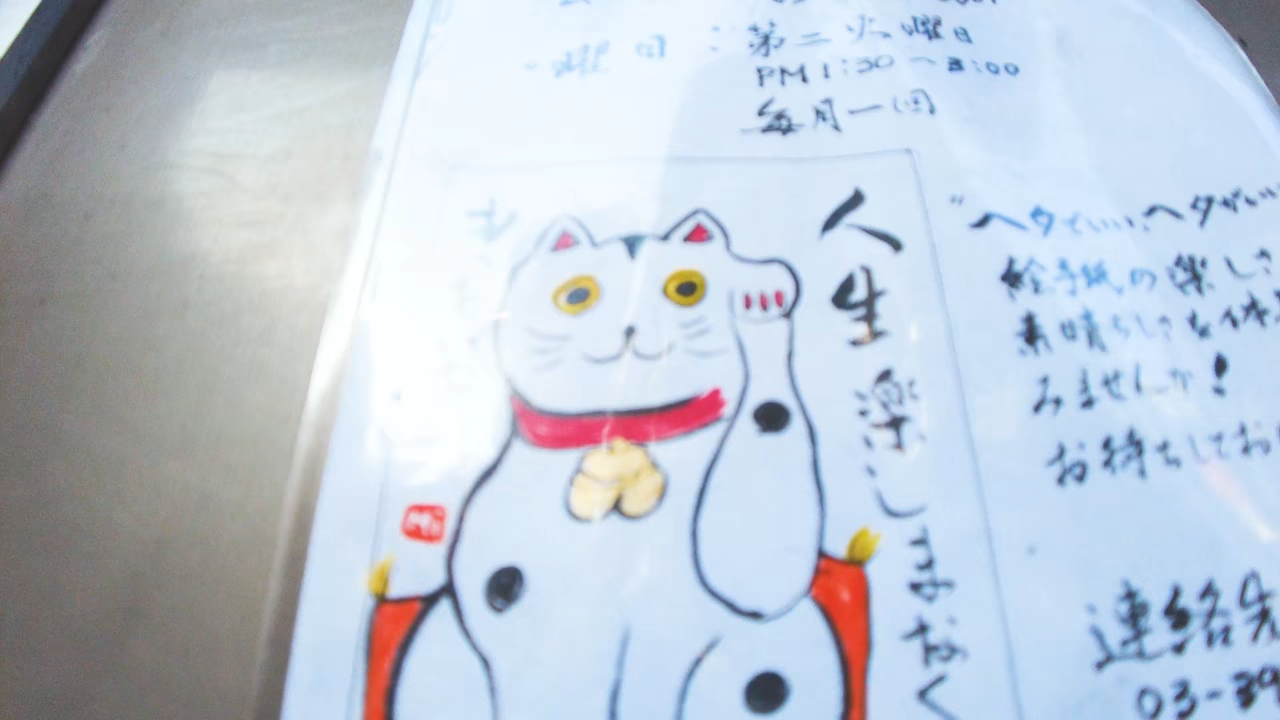 曜日：第二火曜日
PM1:30～3:00
毎月一回
"ヘタでいい、ヘタがいい
絵手紙の楽しさ
素晴らしさを体
みませんか！
お待ちしてお
連絡先
03-39
人生楽しまなく
Mi